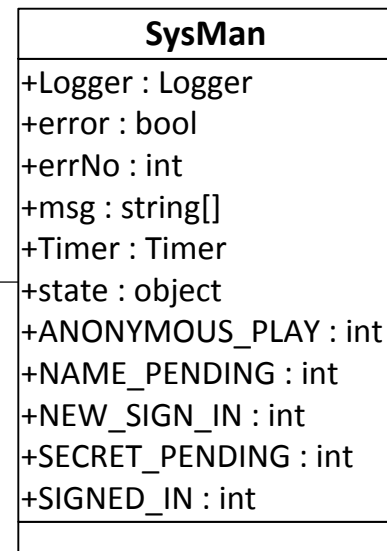 SysMan
+Logger : Logger
+error : bool
+errNo : int
+msg : string[]
+Timer : Timer
+state : object
+ANONYMOUS_PLAY : int
+NAME_PENDING : int
+NEW_SIGN_IN : int
+SECRET_PENDING : int
+SIGNED_IN : int